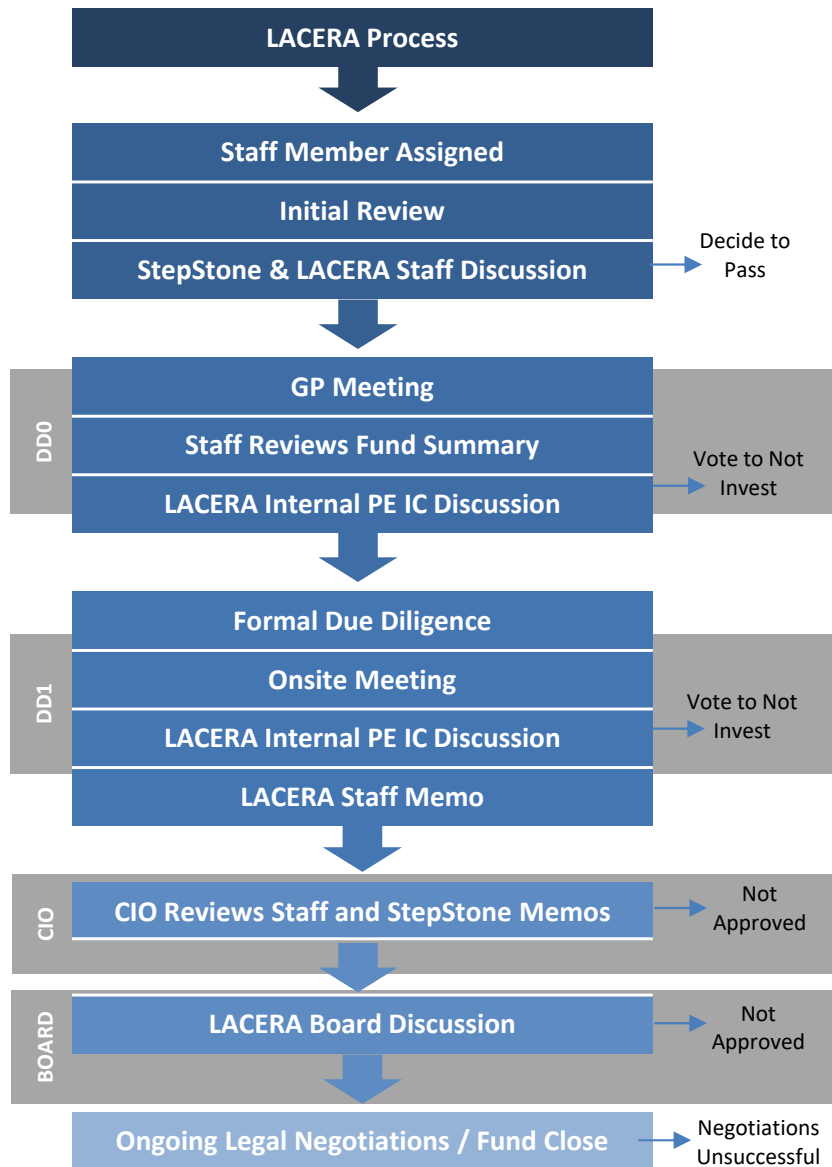 LACERA Process
Staff Member Assigned
Initial Review
StepStone & LACERA Staff Discussion
Decide to
Pass
DD0
GP Meeting
Staff Reviews Fund Summary
LACERA Internal PE IC Discussion
Vote to Not
Invest
DD1
Formal Due Diligence
Onsite Meeting
LACERA Internal PE IC Discussion
Vote to Not
Invest
LACERA Staff Memo
CIO
CIO Reviews Staff and StepStone Memos
Not
Approved
BOARD
LACERA Board Discussion
Not
Approved
Ongoing Legal Negotiations / Fund Close
Negotiations
Unsuccessful